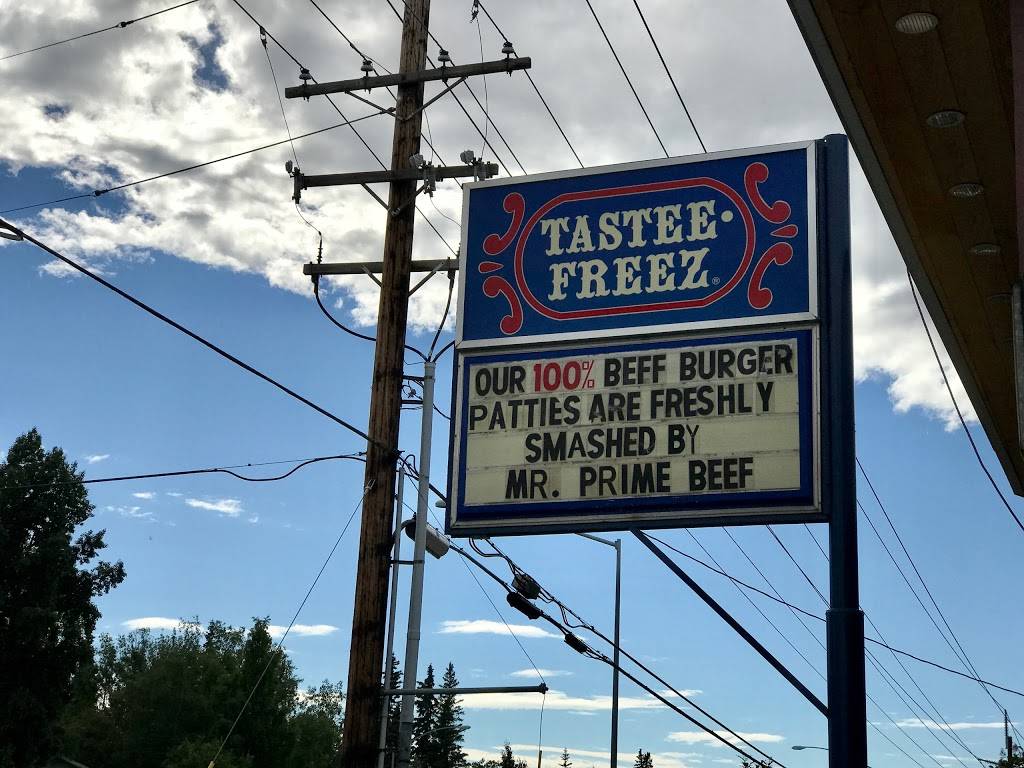 TASTEE·
FREEZ®
OUR 100% BEFF BURGER
PATTIES ARE FRESHLY
SMASHED BY
MR. PRIME BEEF